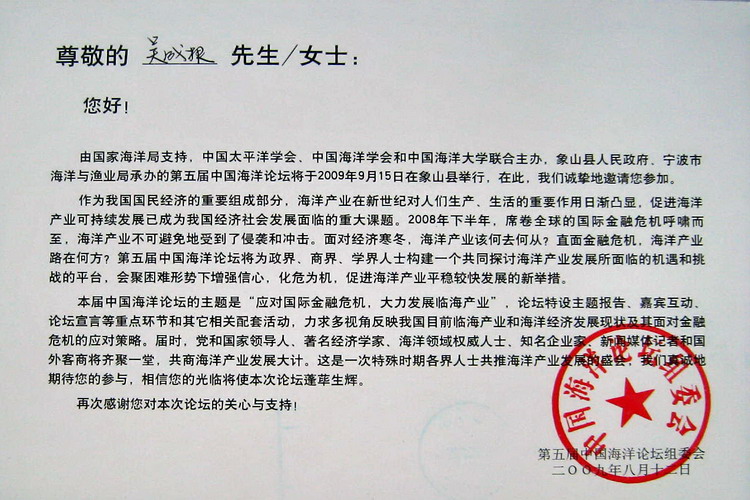 尊敬的 吴成根 先生/女士：
您好！
由国家海洋局支持，中国太平洋学会、中国海洋学会和中国海洋大学联合主办，象山县人民政府、宁波市
海洋与渔业局承办的第五届中国海洋论坛将于2009年9月15日在象山县举行，在此，我们诚挚地邀请您参加。
作为我国国民经济的重要组成部分，海洋产业在新世纪对人们生产、生活的重要作用日渐凸显，促进海洋
产业可持续发展已成为我国经济社会发展面临的重大课题。2008年下半年，席卷全球的国际金融危机呼啸而
至，海洋产业不可避免地受到了侵袭和冲击。面对经济寒冬，海洋产业该何去何从？直面金融危机，海洋产业
路在何方？第五届中国海洋论坛将为政界、商界、学界人士构建一个共同探讨海洋产业发展所面临的机遇和挑
战的平台，会聚困难形势下增强信心，化危为机，促进海洋产业平稳较快发展的新举措。
本届中国海洋论坛的主题是“应对国际金融危机，大力发展临海产业”，论坛特设主题报告、嘉宾互动、
论坛宣言等重点环节和其它相关配套活动，力求多视角反映我国目前临海产业和海洋经济发展现状及其面对金融
危机的应对策略。届时，党和国家领导人、著名经济学家、海洋领域权威人士、知名企业家、新闻媒体记者和国
外客商将齐聚一堂，共商海洋产业发展大计。这是一次特殊时期各界人士共推海洋产业发展的盛会，我们真诚地
期待您的参与，相信您的光临将使本次论坛蓬荜生辉。
再次感谢您对本次论坛的关心与支持！
中国海洋论坛组委会
第五届中国海洋论坛组委会
二〇〇九年八月十二日